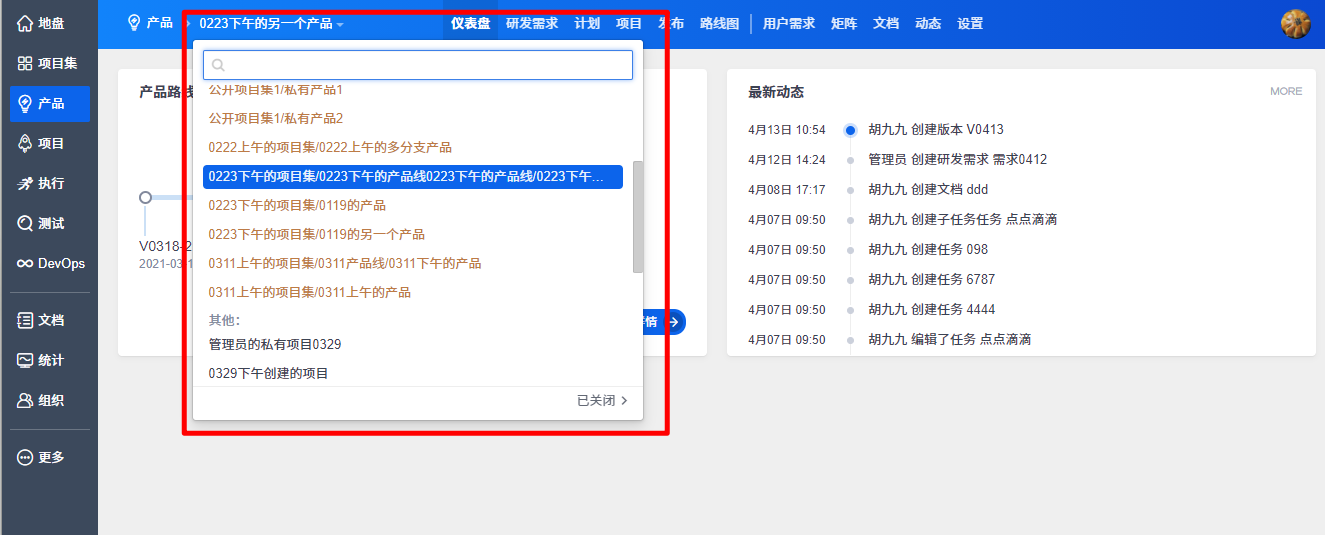 地盘
项目集
产品
项目
执行
测试
DevOps
文档
统计
组织
更多
产品
0223下午的另一个产品
仪表盘 研发需求 计划 项目 发布 路线图 用户需求 矩阵 文档 动态 设置
产品路线
V0318-2
2021-03-1
公开项目集1/私有产品1
公开项目集1/私有产品2
0222上午的项目集/0222上午的多分支产品
0223下午的项目集/0223下午的产品线0223下午的产品线/0223下午...
0223下午的项目集/0119的产品
0223下午的项目集/0119的另一个产品
0311上午的项目集/0311产品线/0311下午的产品
0311上午的项目集/0311上午的产品
其他:
管理员的私有项目0329
0329下午创建的项目
已关闭
情
最新动态
MORE
4月13日 10:54 胡九九 创建版本 V0413
4月12日 14:24 管理员 创建研发需求 需求0412
4月08日 17:17 胡九九 创建文档 ddd
4月07日 09:50 胡九九 创建子任务任务 点点滴滴
4月07日 09:50 胡九九 创建任务 098
4月07日 09:50 胡九九 创建任务 6787
4月07日 09:50 胡九九 创建任务 4444
4月07日 09:50 胡九九 编辑了任务 点点滴滴